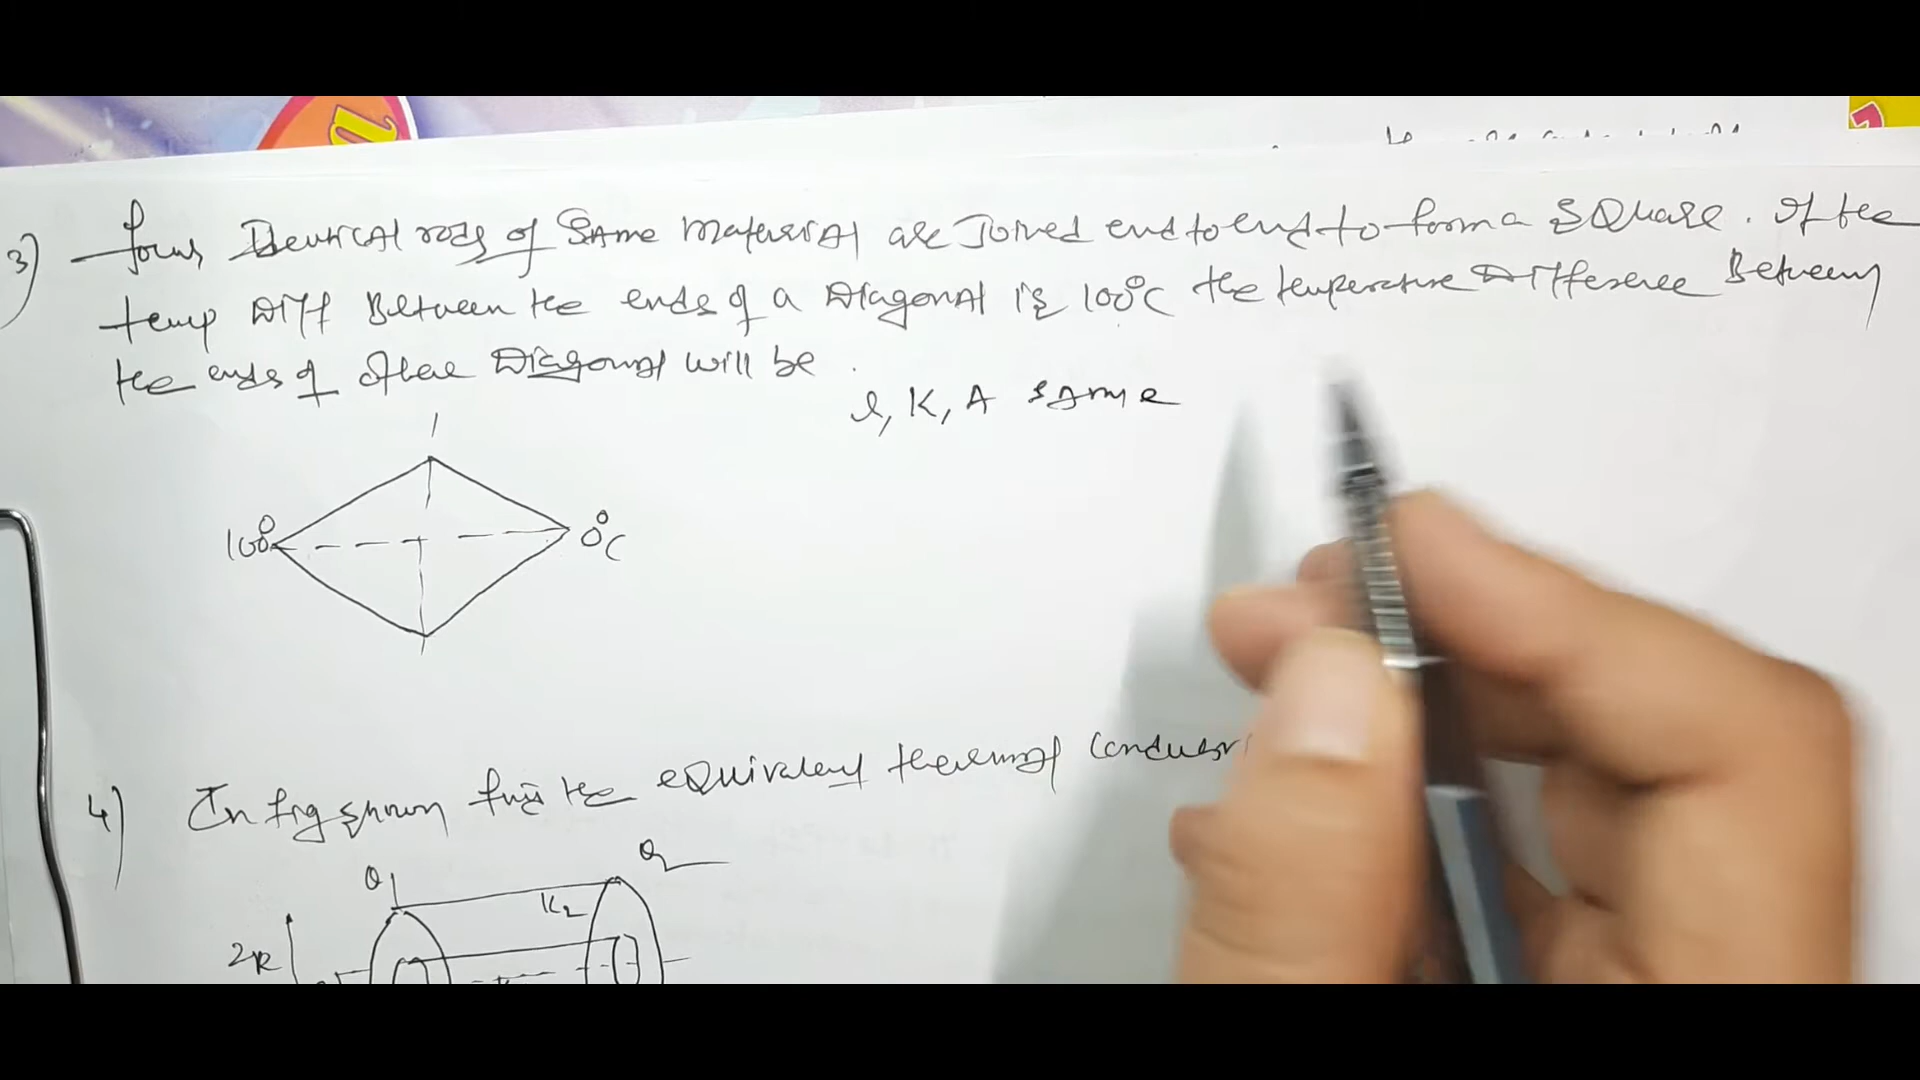 3) four Identical rods of Same material are Joined end to end to form a SQuare. If the
temp Diff Between the ends of a Diagonal is 100°C the temperature Difference Between
the ends of other Diagonal will be.
l, K, A same
100° 0°C
4) In fig shown find the equivalent thermal Conduct
θ1 θ2
K2
2R